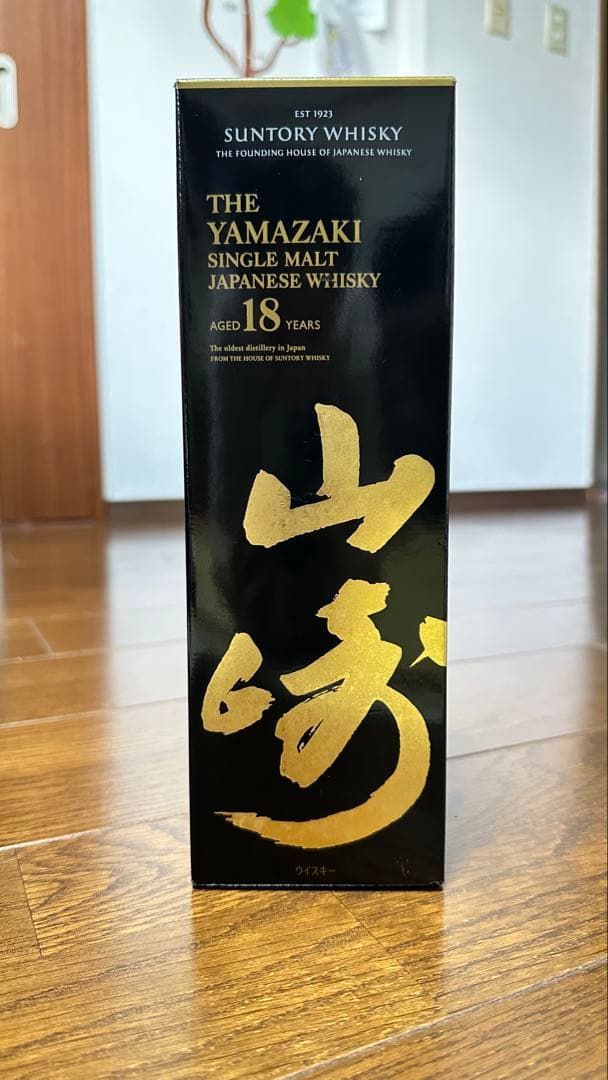 EST 1923
SUNTORY WHISKY
THE FOUNDING HOUSE OF JAPANESE WHISKY
THE
YAMAZAKI
SINGLE MALT
JAPANESE WHISKY
AGED 18 YEARS
The oldest distillery in Japan
FROM THE HOUSE OF SUNTORY WHISKY
山
崎
ウイスキー